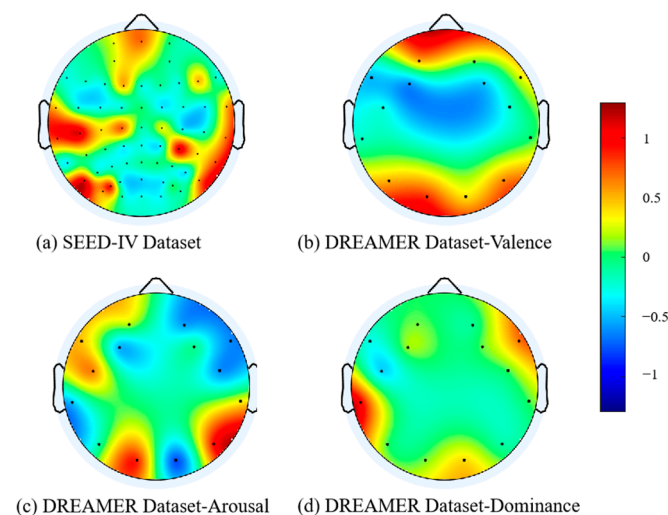 (a) SEED-IV Dataset
(b) DREAMER Dataset-Valence
1
0.5
0
−0.5
−1
(c) DREAMER Dataset-Arousal
(d) DREAMER Dataset-Dominance